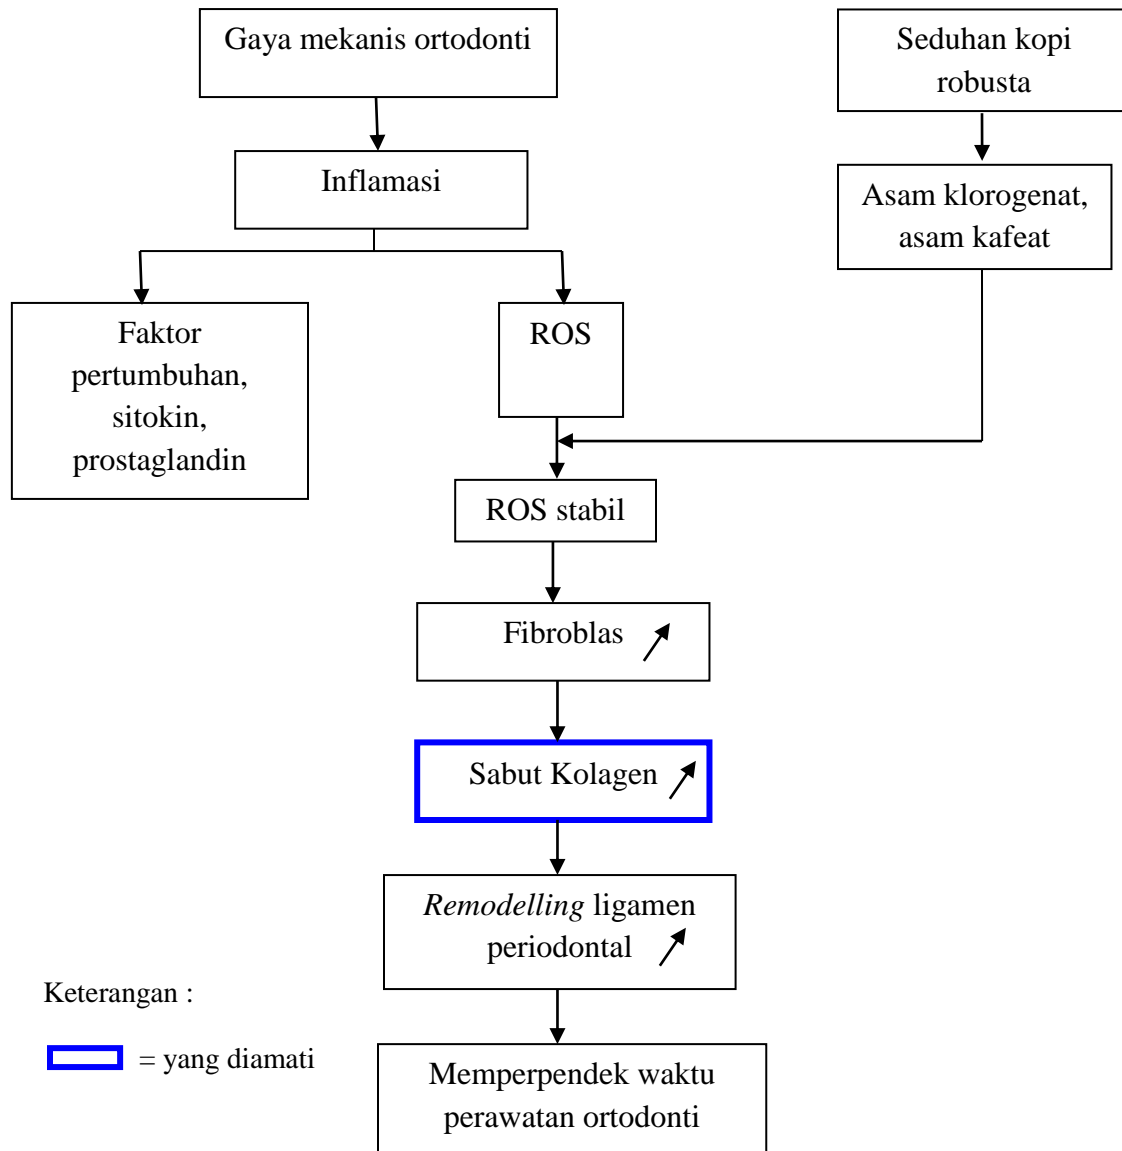 Gaya mekanis ortodonti
Seduhan kopi
robusta
Inflamasi
Asam klorogenat,
asam kafeat
Faktor
pertumbuhan,
sitokin,
prostaglandin
ROS
ROS stabil
Fibroblas
Sabut Kolagen
Remodelling ligamen
periodontal
Keterangan :
= yang diamati
Memperpendek waktu
perawatan ortodonti